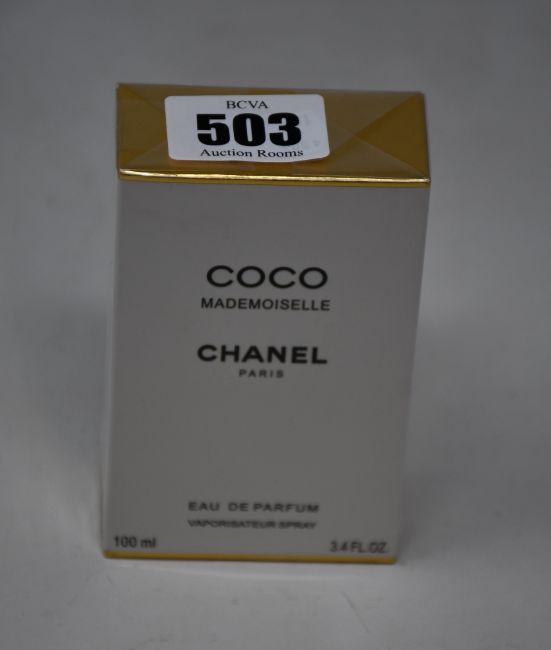 BCVA
503
Auction Rooms
COCO
MADEMOISELLE
CHANEL
PARIS
EAU DE PARFUM
VAPORISATEUR SPRAY
100 ml 3.4 FL.OZ.